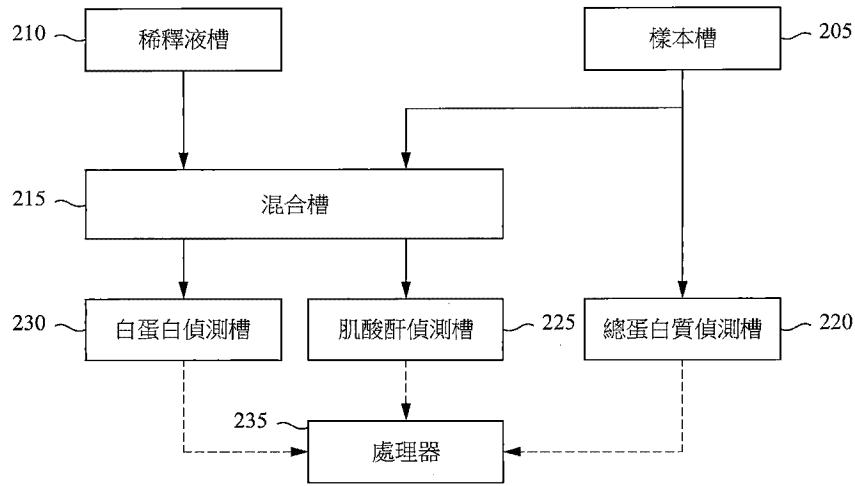 210
稀釋液槽
樣本槽
205
215
混合槽
230
白蛋白偵測槽
肌酸酐偵測槽
225
總蛋白質偵測槽
220
235
處理器